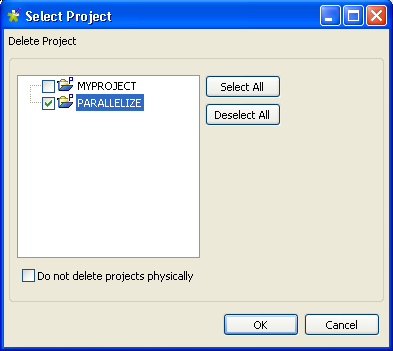 Select Project
Delete Project
MYPROJECT
PARALLELIZE
Select All
Deselect All
Do not delete projects physically
OK
Cancel